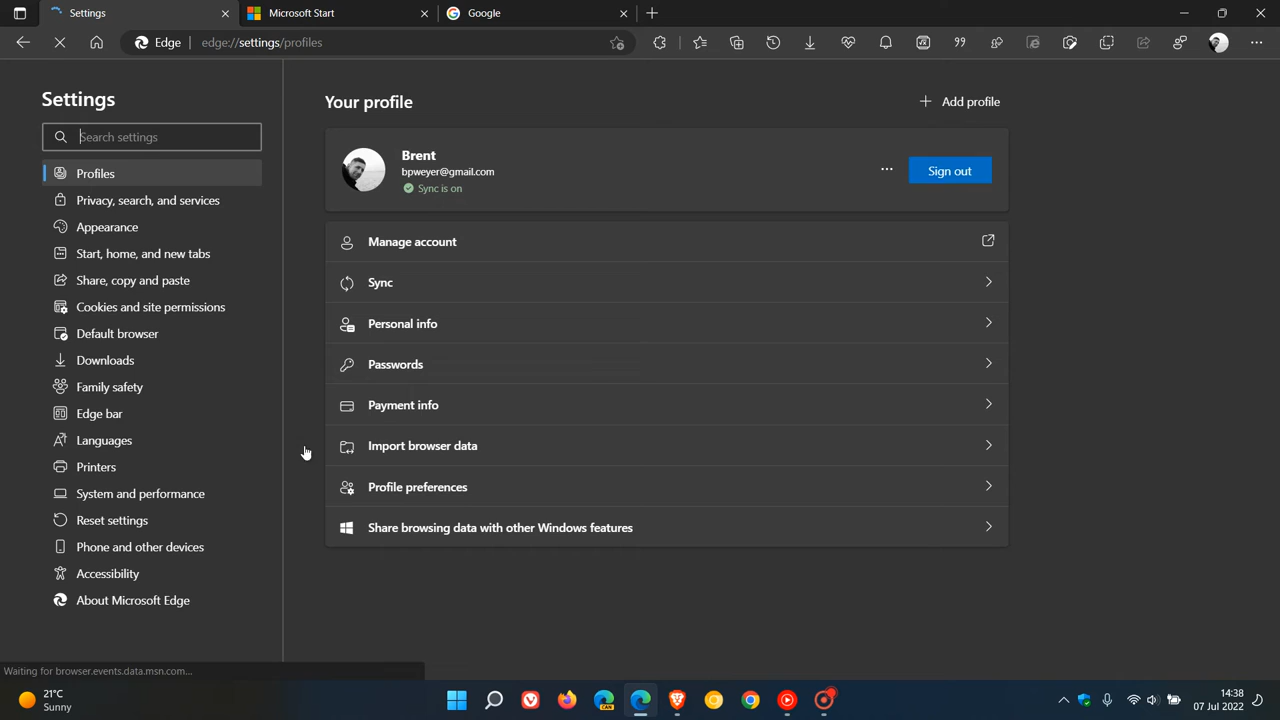 Settings
Microsoft Start
Google
Edge
edge://settings/profiles
Settings
Search settings
Profiles
Privacy, search, and services
Appearance
Start, home, and new tabs
Share, copy and paste
Cookies and site permissions
Default browser
Downloads
Family safety
Edge bar
Languages
Printers
System and performance
Reset settings
Phone and other devices
Accessibility
About Microsoft Edge
Your profile
Add profile
Brent
bpweyer@gmail.com
Sync is on
Sign out
Manage account
Sync
Personal info
Passwords
Payment info
Import browser data
Profile preferences
Share browsing data with other Windows features
Waiting for browser.events.data.msn.com...
21°C
Sunny
CAN
14:38
07 Jul 2022